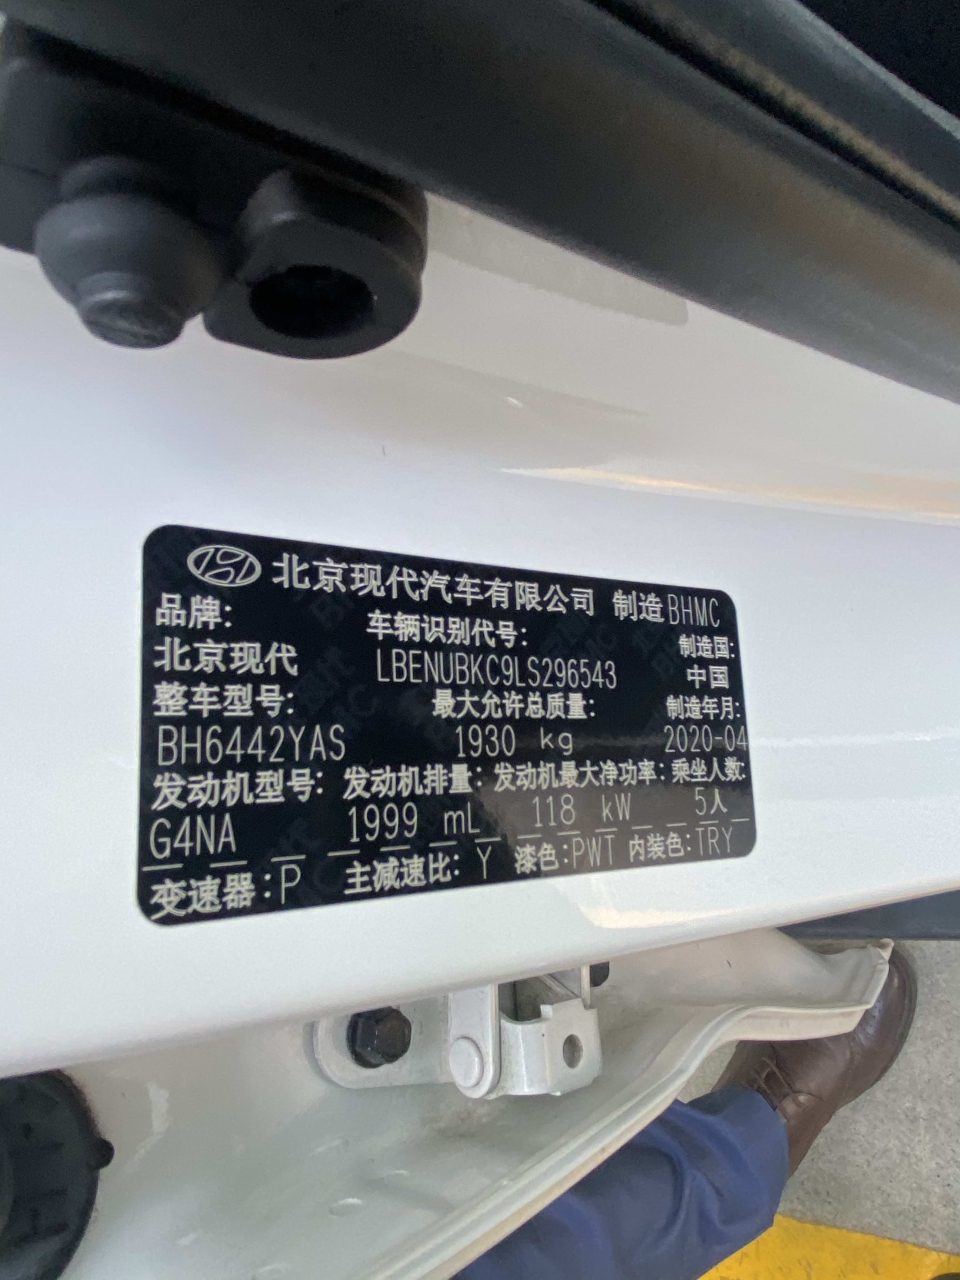 北京现代汽车有限公司 制造 BHMC
品牌: 车辆识别代号: 制造国:
北京现代 LBENUBKC9LS296543 中国
整车型号: 最大允许总质量: 制造年月:
BH6442YAS 1930 kg 2020-04
发动机型号: 发动机排量: 发动机最大净功率: 乘坐人数:
G4NA 1999 mL 118 kW 5人
变速器:P 主减速比: Y 漆色:PWT 内装色:TRY